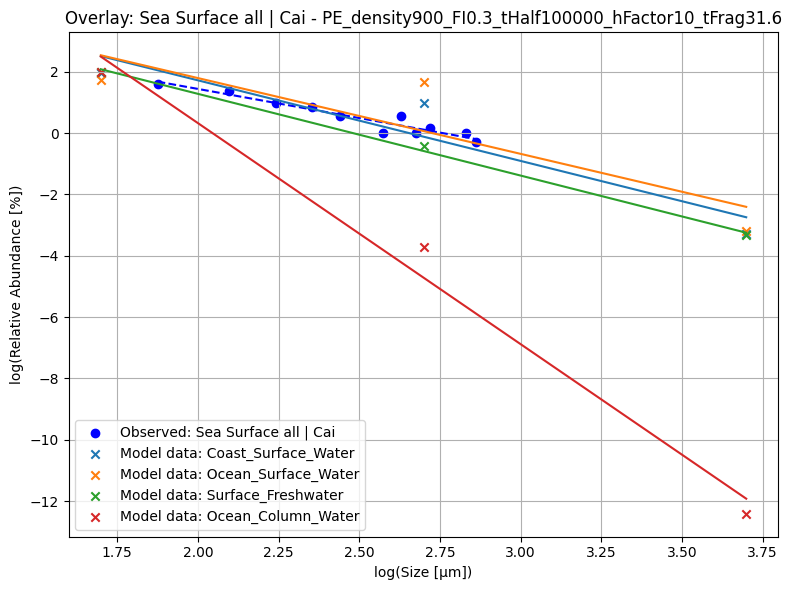 Overlay: Sea Surface all | Cai - PE_density900_FI0.3_tHalf100000_hFactor10_tFrag31.6
log(Relative Abundance [%])
2
0
−2
−4
−6
−8
−10
−12
Observed: Sea Surface all | Cai
Model data: Coast_Surface_Water
Model data: Ocean_Surface_Water
Model data: Surface_Freshwater
Model data: Ocean_Column_Water
1.75 2.00 2.25 2.50 2.75 3.00 3.25 3.50 3.75
log(Size [μm])